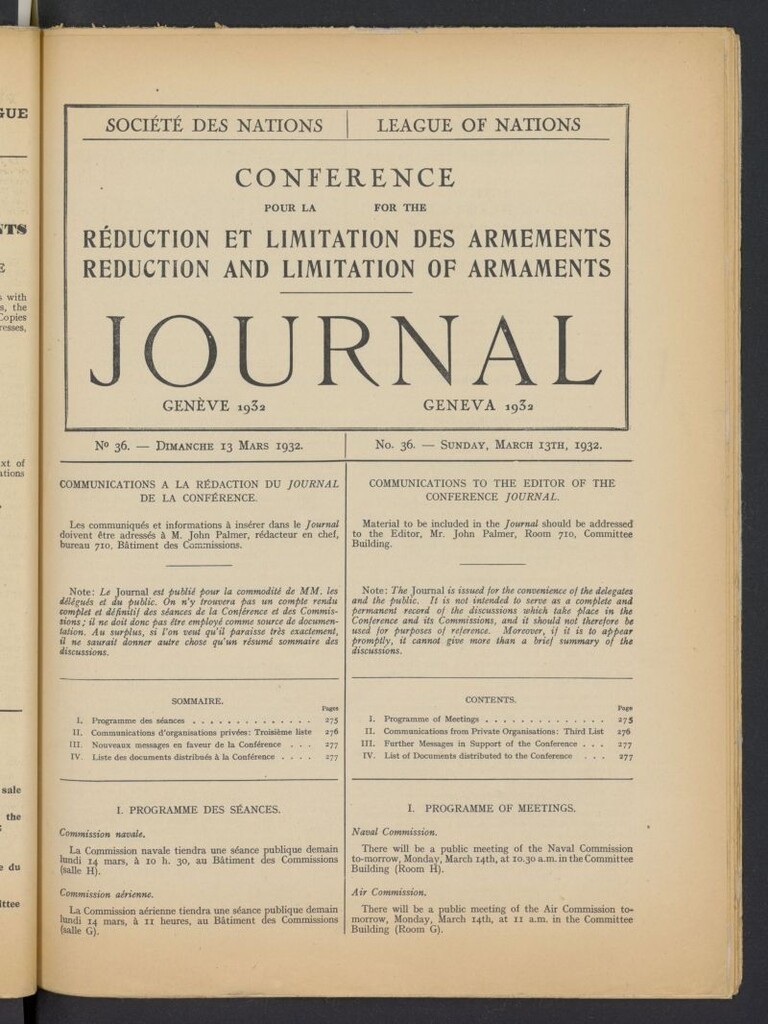 GUE
NTS
E
s with
s, the
Copies
resses,
xt of
ations
sale
the
e du
ittee
SOCIÉTÉ DES NATIONS
LEAGUE OF NATIONS
CONFERENCE
POUR LA FOR THE
RÉDUCTION ET LIMITATION DES ARMEMENTS
REDUCTION AND LIMITATION OF ARMAMENTS
JOURNAL
GENÈVE 1932
GENEVA 1932
Nº 36. — DIMANCHE 13 MARS 1932.
No. 36. — SUNDAY, MARCH 13TH, 1932.
COMMUNICATIONS A LA RÉDACTION DU JOURNAL
DE LA CONFÉRENCE.
Les communiqués et informations à insérer dans le Journal
doivent être adressés à M. John Palmer, rédacteur en chef,
bureau 710, Bâtiment des Commissions.
Note: Le Journal est publié pour la commodité de MM. les
délégués et du public. On n'y trouvera pas un compte rendu
complet et définitif des séances de la Conférence et des Commis-
sions; il ne doit donc pas être employé comme source de documen-
tation. Au surplus, si l'on veut qu'il paraisse très exactement,
il ne saurait donner autre chose qu'un résumé sommaire des
discussions.
SOMMAIRE.
Pages
I. Programme des séances . . . . . . . . . . . . . . 275
II. Communications d'organisations privées: Troisième liste 276
III. Nouveaux messages en faveur de la Conférence . . . 277
IV. Liste des documents distribués à la Conférence . . . . 277
I. PROGRAMME DES SÉANCES.
Commission navale.
La Commission navale tiendra une séance publique demain
lundi 14 mars, à 10 h. 30, au Bâtiment des Commissions
(salle H).
Commission aérienne.
La Commission aérienne tiendra une séance publique demain
lundi 14 mars, à 11 heures, au Bâtiment des Commissions
(salle G).
COMMUNICATIONS TO THE EDITOR OF THE
CONFERENCE JOURNAL.
Material to be included in the Journal should be addressed
to the Editor, Mr. John Palmer, Room 710, Committee
Building.
Note: The Journal is issued for the convenience of the delegates
and the public. It is not intended to serve as a complete and
permanent record of the discussions which take place in the
Conference and its Commissions, and it should not therefore be
used for purposes of reference. Moreover, if it is to appear
promptly, it cannot give more than a brief summary of the
discussions.
CONTENTS.
Page
I. Programme of Meetings . . . . . . . . . . . . . . 275
II. Communications from Private Organisations: Third List 276
III. Further Messages in Support of the Conference . . . 277
IV. List of Documents distributed to the Conference . . . 277
I. PROGRAMME OF MEETINGS.
Naval Commission.
There will be a public meeting of the Naval Commission
to-morrow, Monday, March 14th, at 10.30 a.m. in the Committee
Building (Room H).
Air Commission.
There will be a public meeting of the Air Commission to-
morrow, Monday, March 14th, at 11 a.m. in the Committee
Building (Room G).